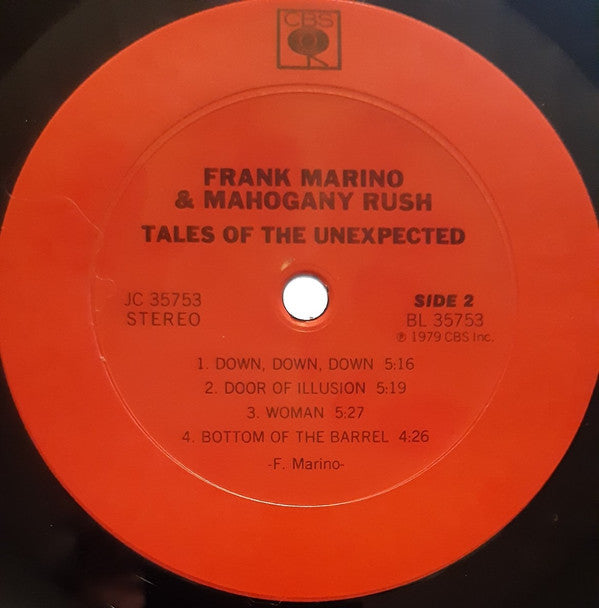 CBS
FRANK MARINO
& MAHOGANY RUSH
TALES OF THE UNEXPECTED
JC 35753
STEREO
SIDE 2
BL 35753
℗ 1979 CBS Inc.
1. DOWN, DOWN, DOWN 5:16
2. DOOR OF ILLUSION 5:19
3. WOMAN 5:27
4. BOTTOM OF THE BARREL 4:26
-F. Marino-